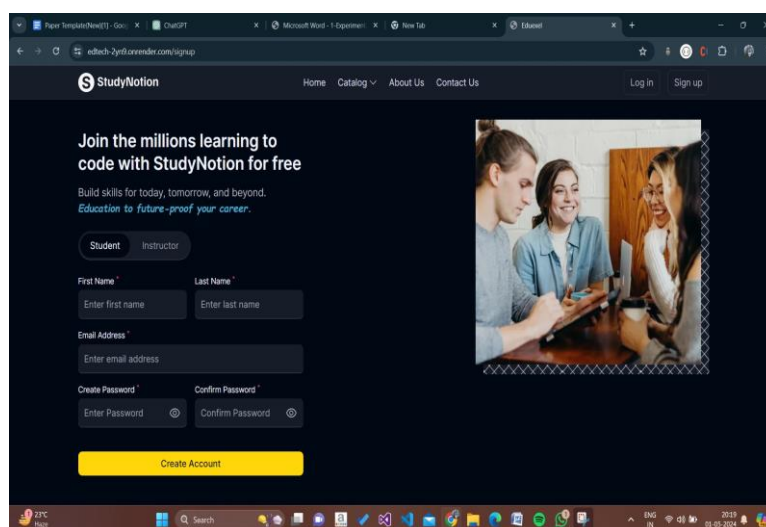 Paper Template(New)[1] - Goog
ChatGPT
Microsoft Word - 1-Experiment
New Tab
Eduowl
edtech-2yn9.onrender.com/signup
StudyNotion
Home Catalog About Us Contact Us
Log in Sign up
Join the millions learning to
code with StudyNotion for free
Build skills for today, tomorrow, and beyond.
Education to future-proof your career.
Student Instructor
First Name * Last Name *
Enter first name Enter last name
Email Address *
Enter email address
Create Password * Confirm Password *
Enter Password Confirm Password
Create Account
23°C
Haze
Search
ENG
IN
20:19
01-05-2024